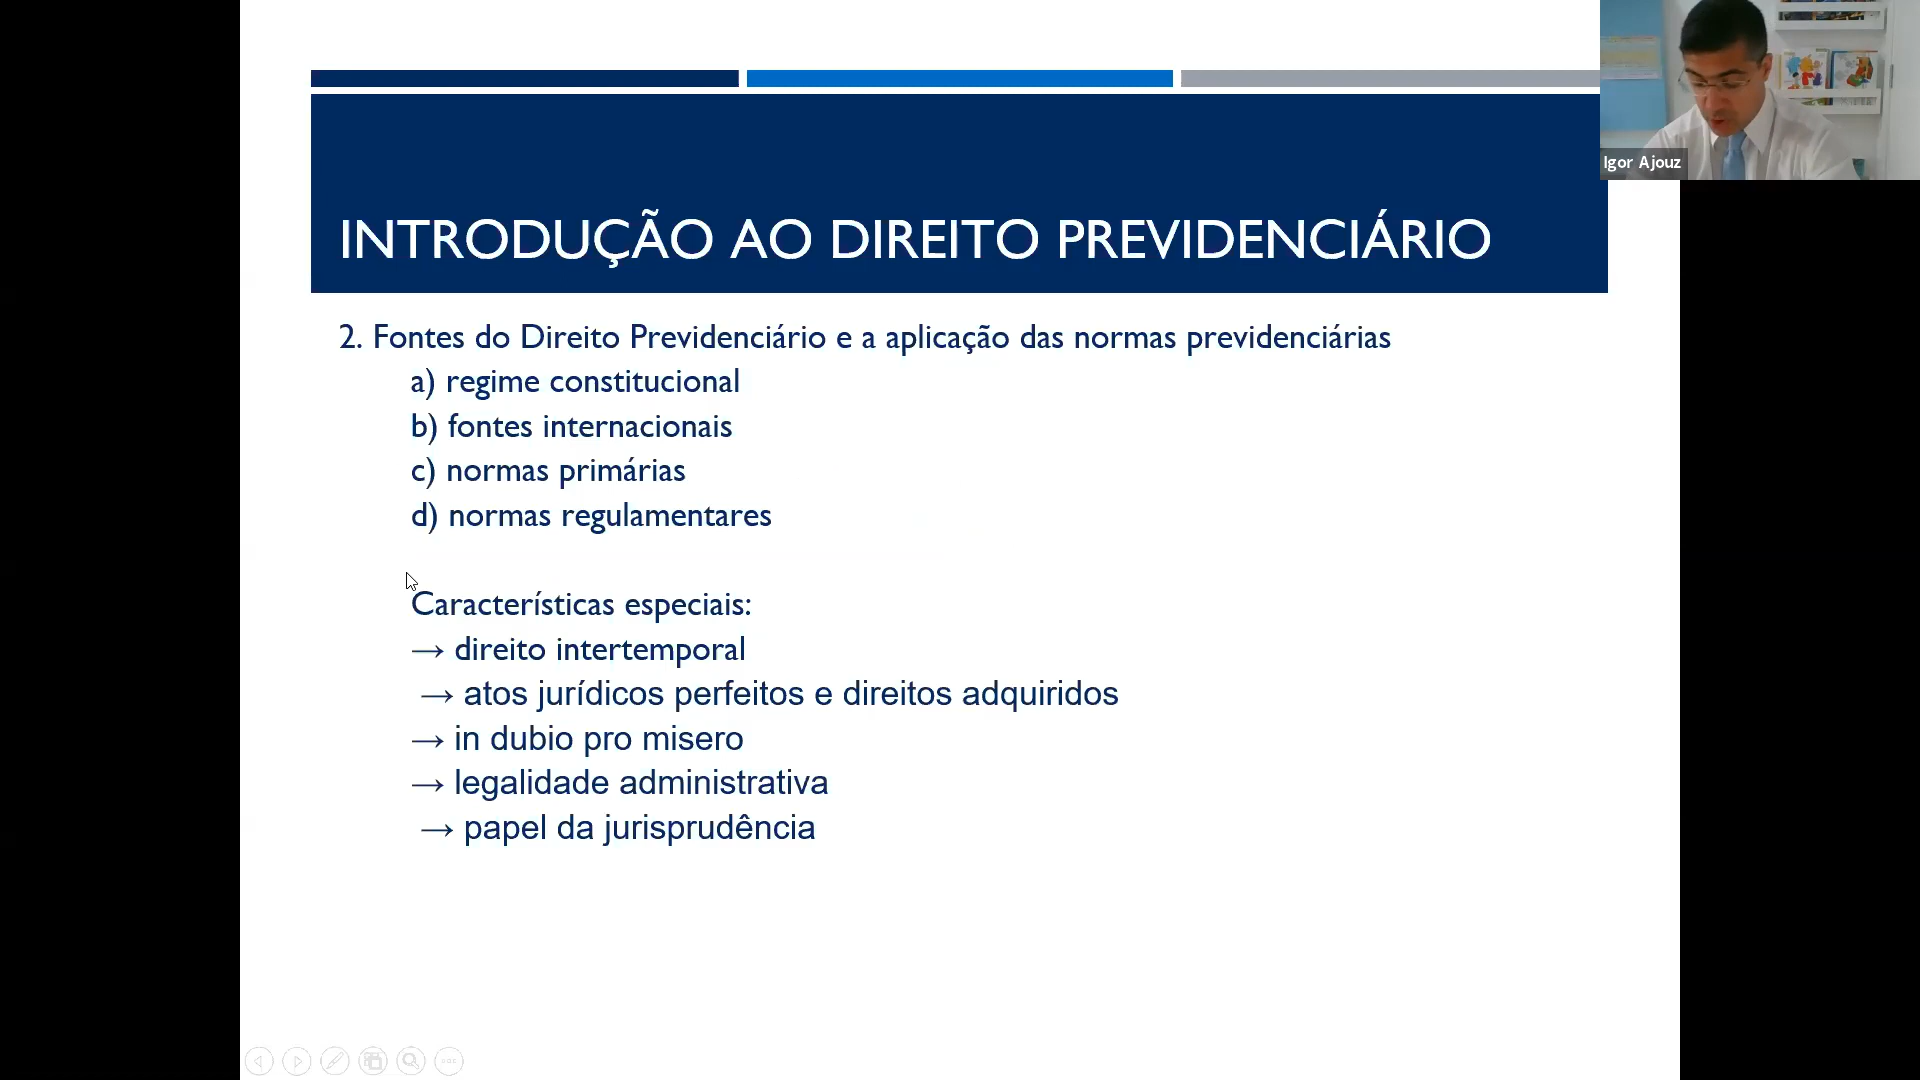 INTRODUÇÃO AO DIREITO PREVIDENCIÁRIO
Igor Ajouz
2. Fontes do Direito Previdenciário e a aplicação das normas previdenciárias
a) regime constitucional
b) fontes internacionais
c) normas primárias
d) normas regulamentares
Características especiais:
→ direito intertemporal
→ atos jurídicos perfeitos e direitos adquiridos
→ in dubio pro misero
→ legalidade administrativa
→ papel da jurisprudência